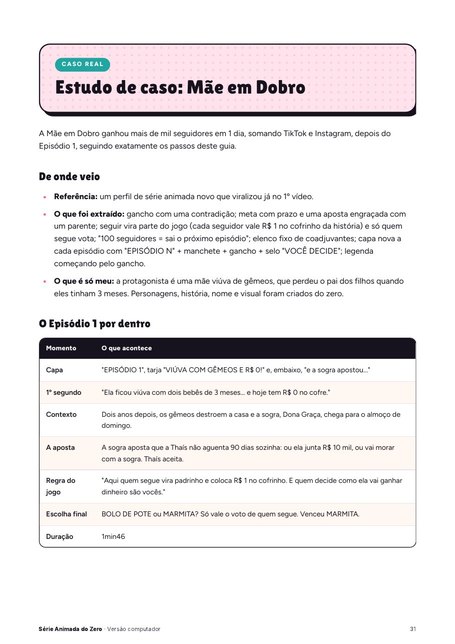 CASO REAL
Estudo de caso: Mãe em Dobro
A Mãe em Dobro ganhou mais de mil seguidores em 1 dia, somando TikTok e Instagram, depois do
Episódio 1, seguindo exatamente os passos deste guia.
De onde veio
• Referência: um perfil de série animada novo que viralizou já no 1º vídeo.
• O que foi extraído: gancho com uma contradição; meta com prazo e uma aposta engraçada com
um parente; seguir vira parte do jogo (cada seguidor vale R$ 1 no cofrinho da história) e só quem
segue vota; "100 seguidores = sai o próximo episódio"; elenco fixo de coadjuvantes; capa nova a
cada episódio com "EPISÓDIO N" + manchete + gancho + selo "VOCÊ DECIDE"; legenda
começando pelo gancho.
• O que é só meu: a protagonista é uma mãe viúva de gêmeos, que perdeu o pai dos filhos quando
eles tinham 3 meses. Personagens, história, nome e visual foram criados do zero.
O Episódio 1 por dentro
Momento O que acontece
Capa "EPISÓDIO 1", tarja "VIÚVA COM GÊMEOS E R$ 0!" e, embaixo, "e a sogra apostou..."
1º segundo "Ela ficou viúva com dois bebês de 3 meses... e hoje tem R$ 0 no cofre."
Contexto Dois anos depois, os gêmeos destroem a casa e a sogra, Dona Graça, chega para o almoço de
domingo.
A aposta A sogra aposta que a Thaís não aguenta 90 dias sozinha: ou ela junta R$ 10 mil, ou vai morar
com a sogra. Thaís aceita.
Regra do "Aqui quem segue vira padrinho e coloca R$ 1 no cofrinho. E quem decide como ela vai ganhar
jogo dinheiro são vocês."
Escolha final BOLO DE POTE ou MARMITA? Só vale o voto de quem segue. Venceu MARMITA.
Duração 1min46
Série Animada do Zero · Versão computador 31